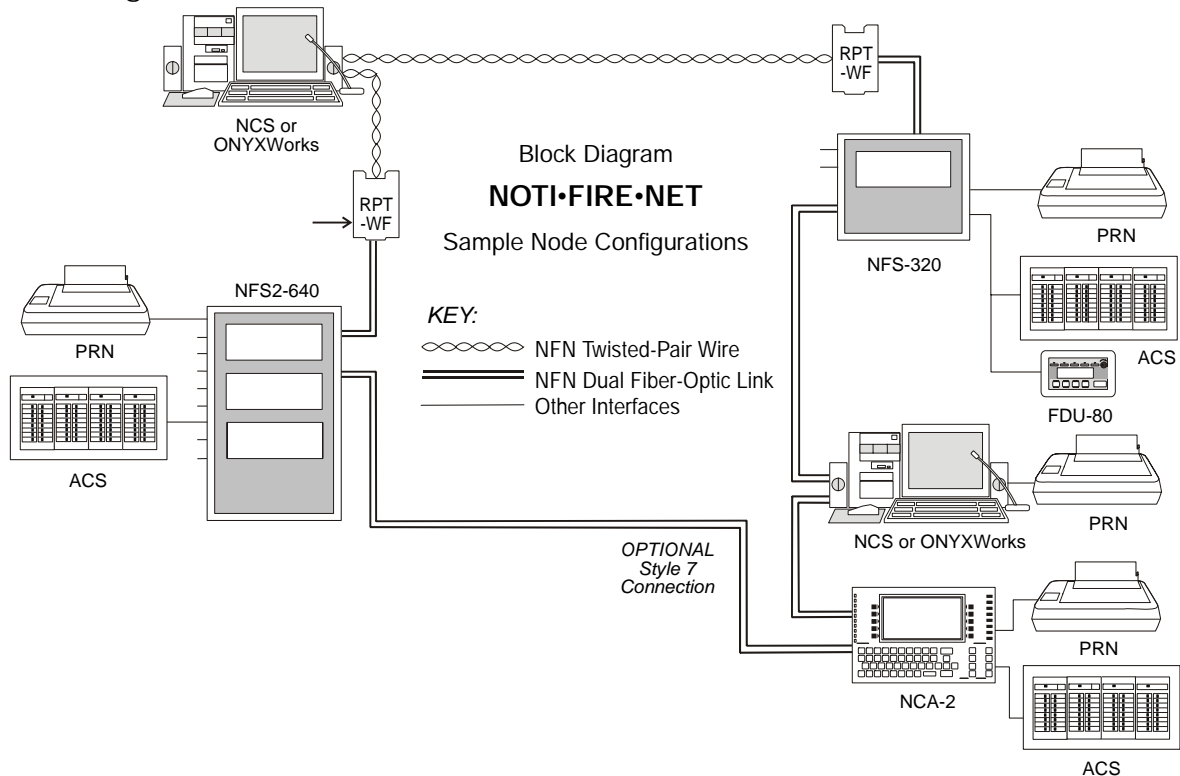 RPT
-WF
NCS or
ONYXWorks
Block Diagram
NOTI•FIRE•NET
Sample Node Configurations
RPT
-WF
PRN
NFS-320
NFS2-640
KEY:
NFN Twisted-Pair Wire
NFN Dual Fiber-Optic Link
Other Interfaces
PRN
ACS
FDU-80
ACS
PRN
NCS or ONYXWorks
OPTIONAL
Style 7
Connection
PRN
NCA-2
ACS